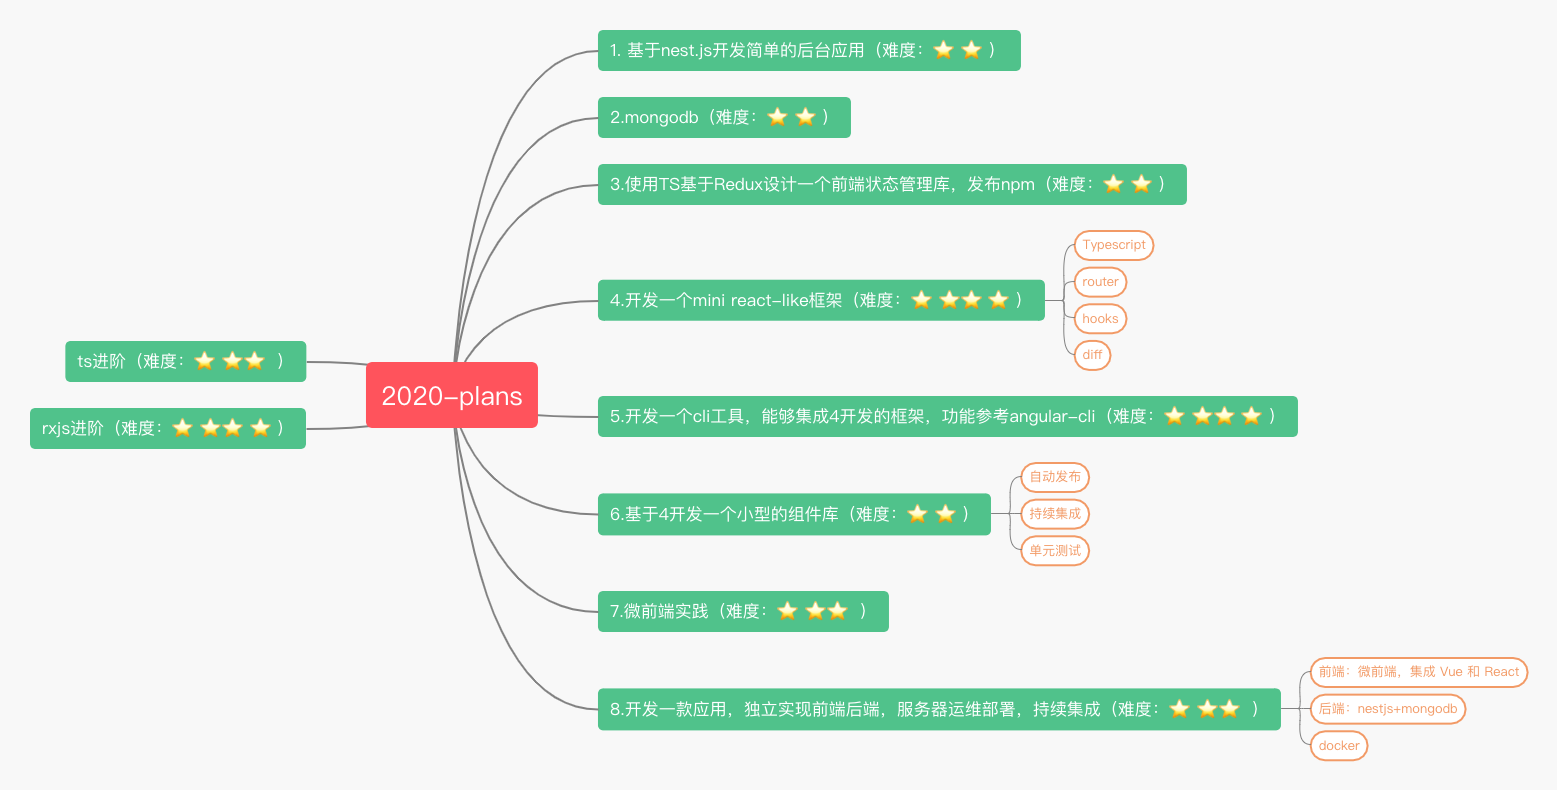 2020-plans
1. 基于nest.js开发简单的后台应用（难度：⭐ ⭐ ）
2.mongodb（难度：⭐ ⭐ ）
3.使用TS基于Redux设计一个前端状态管理库，发布npm（难度：⭐ ⭐ ）
4.开发一个mini react-like框架（难度：⭐ ⭐⭐ ⭐ ）
Typescript
router
hooks
diff
5.开发一个cli工具，能够集成4开发的框架，功能参考angular-cli（难度：⭐ ⭐⭐ ⭐ ）
6.基于4开发一个小型的组件库（难度：⭐ ⭐ ）
自动发布
持续集成
单元测试
7.微前端实践（难度：⭐ ⭐⭐ ）
8.开发一款应用，独立实现前端后端，服务器运维部署，持续集成（难度：⭐ ⭐⭐ ）
前端：微前端，集成 Vue 和 React
后端：nestjs+mongodb
docker
ts进阶（难度：⭐ ⭐⭐ ）
rxjs进阶（难度：⭐ ⭐⭐ ⭐ ）